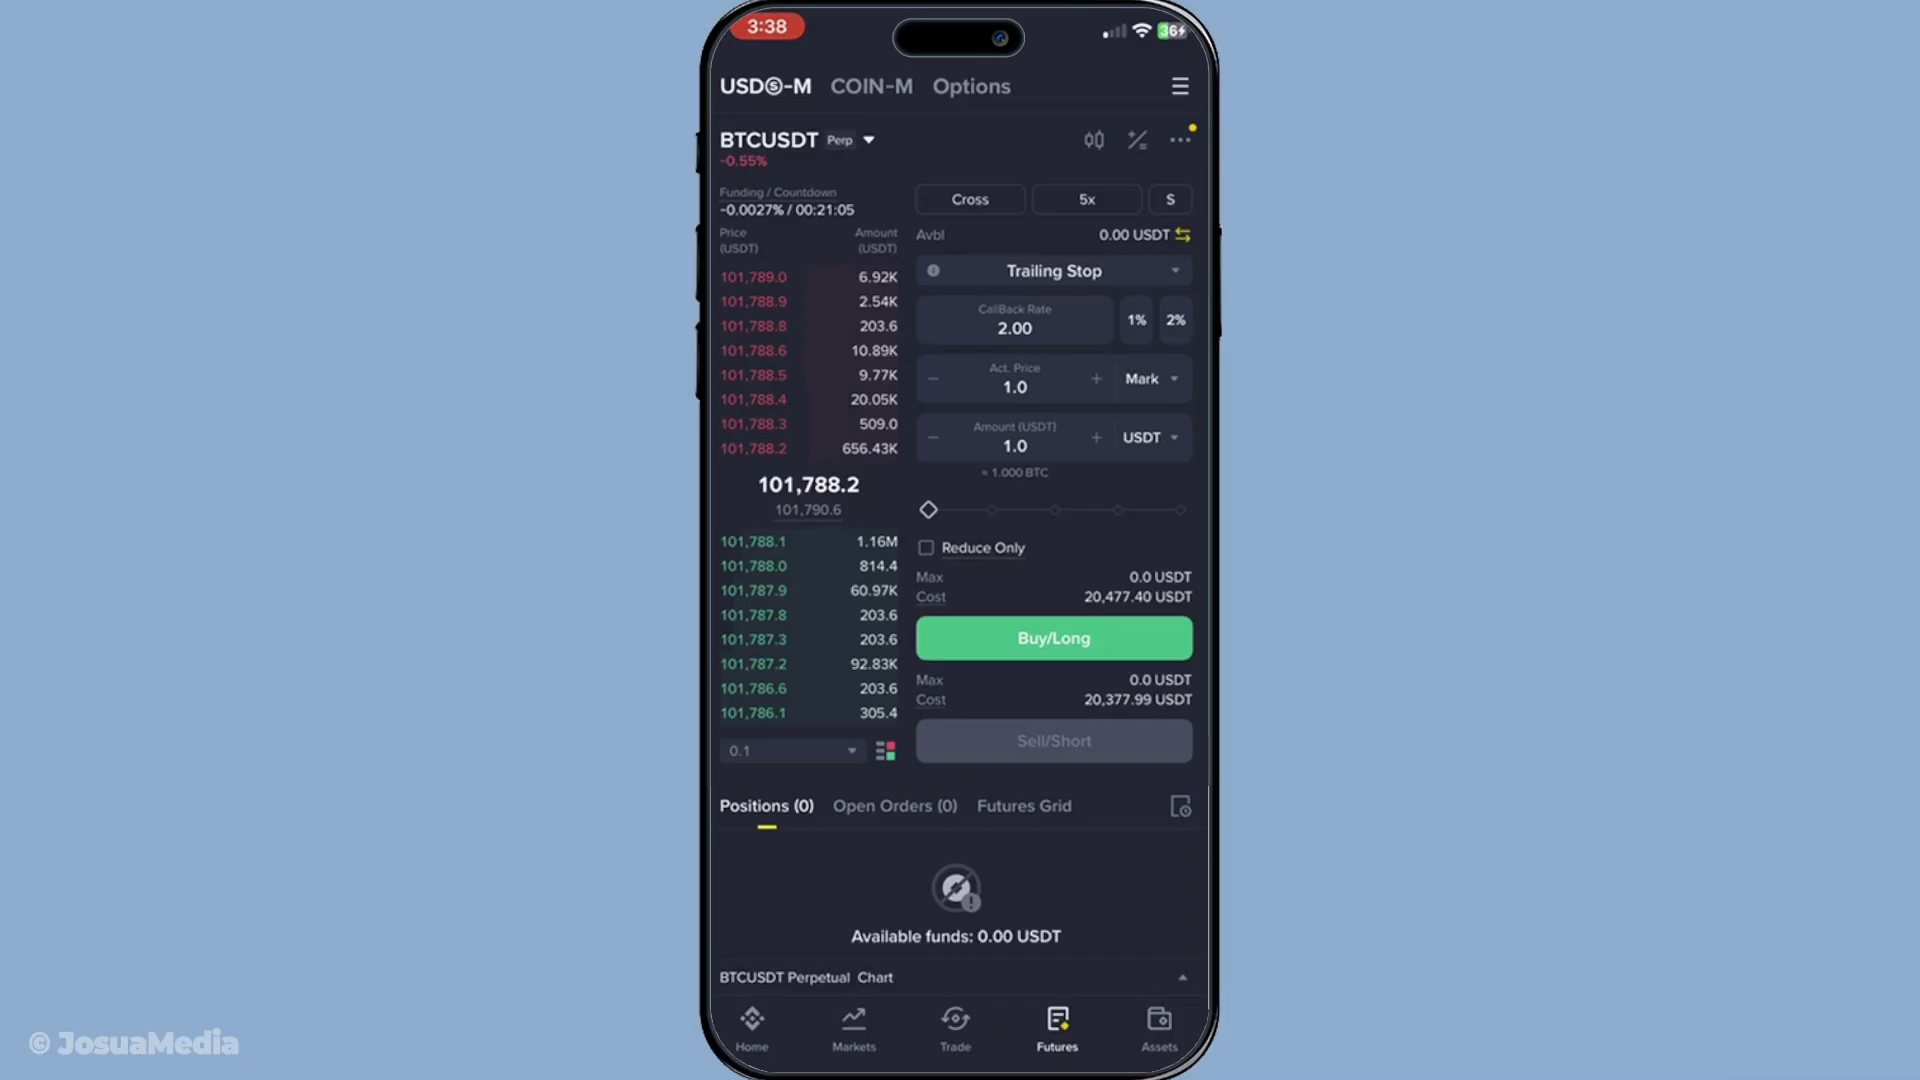 3:38
36
USDⓈ-M COIN-M Options
BTCUSDT Perp
-0.55%
Funding / Countdown
-0.0027% / 00:21:05
Cross 5x S
Price Amount
(USDT) (USDT)
Avbl 0.00 USDT
101,789.0 6.92K
101,788.9 2.54K
101,788.8 203.6
101,788.6 10.89K
101,788.5 9.77K
101,788.4 20.05K
101,788.3 509.0
101,788.2 656.43K
101,788.2
101,790.6
101,788.1 1.16M
101,788.0 814.4
101,787.9 60.97K
101,787.8 203.6
101,787.3 203.6
101,787.2 92.83K
101,786.6 203.6
101,786.1 305.4
0.1
Trailing Stop
CallBack Rate
2.00
1% 2%
Act. Price
1.0
Mark
Amount (USDT)
1.0
USDT
≈ 1.000 BTC
Reduce Only
Max 0.0 USDT
Cost 20,477.40 USDT
Buy/Long
Max 0.0 USDT
Cost 20,377.99 USDT
Sell/Short
Positions (0) Open Orders (0) Futures Grid
Available funds: 0.00 USDT
BTCUSDT Perpetual Chart
Home Markets Trade Futures Assets
© JosuaMedia